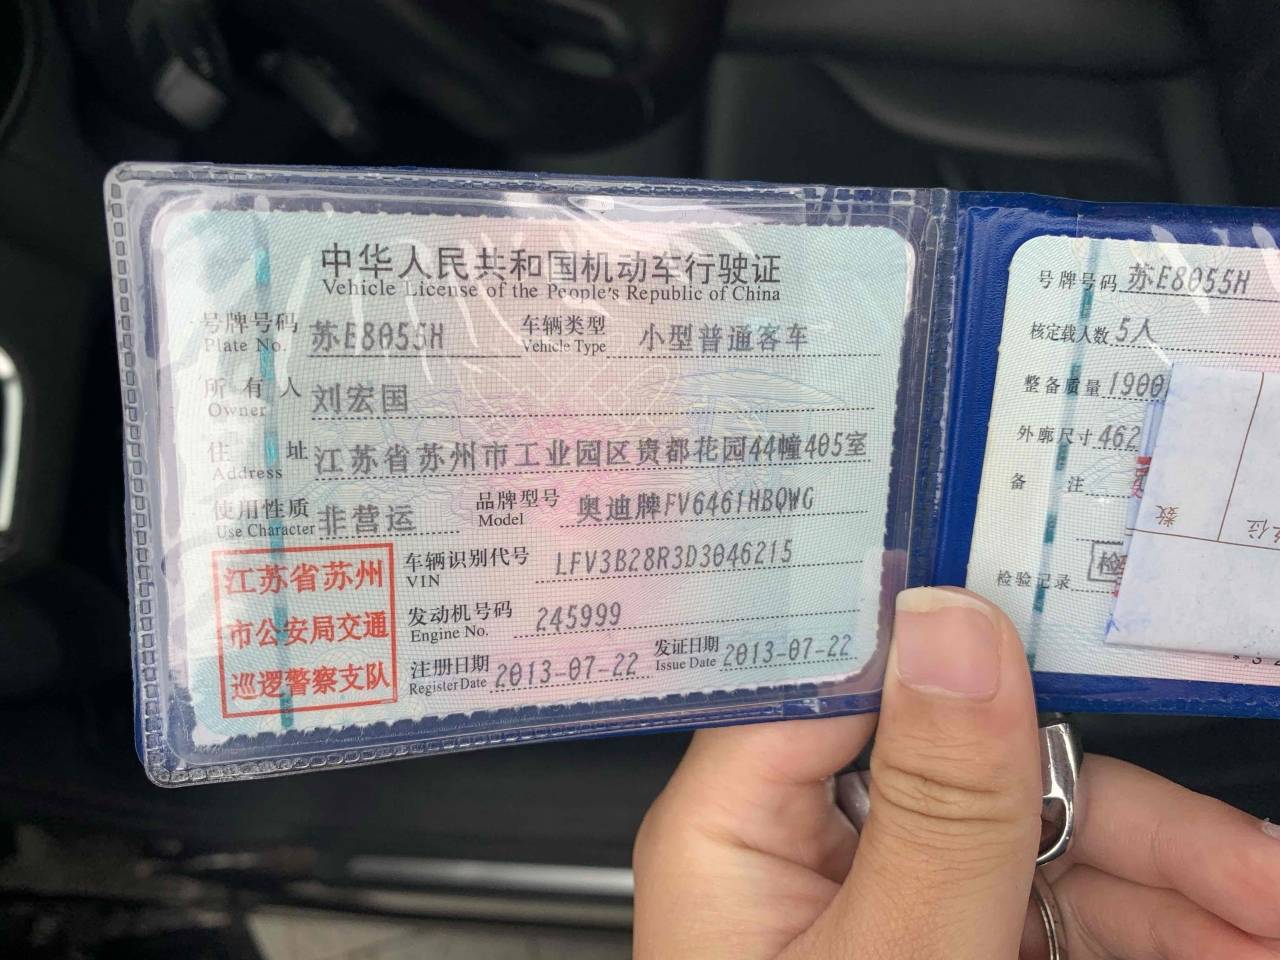 中华人民共和国机动车行驶证
Vehicle License of the People's Republic of China
号牌号码 苏E8055H 车辆类型 小型普通客车
Plate No. Vehicle Type
所有人 刘宏国
Owner
住址 江苏省苏州市工业园区贵都花园44幢405室
Address
使用性质 非营运 品牌型号 奥迪牌FV6461HBQWG
Use Character Model
车辆识别代号 LFV3B28R3D3046215
VIN
发动机号码 245999
Engine No.
注册日期 2013-07-22 发证日期 2013-07-22
Register Date Issue Date
江苏省苏州
市公安局交通
巡逻警察支队
号牌号码 苏E8055H
核定载人数 5人
整备质量 1900
外廓尺寸 462
备注
检验记录 检
数
位